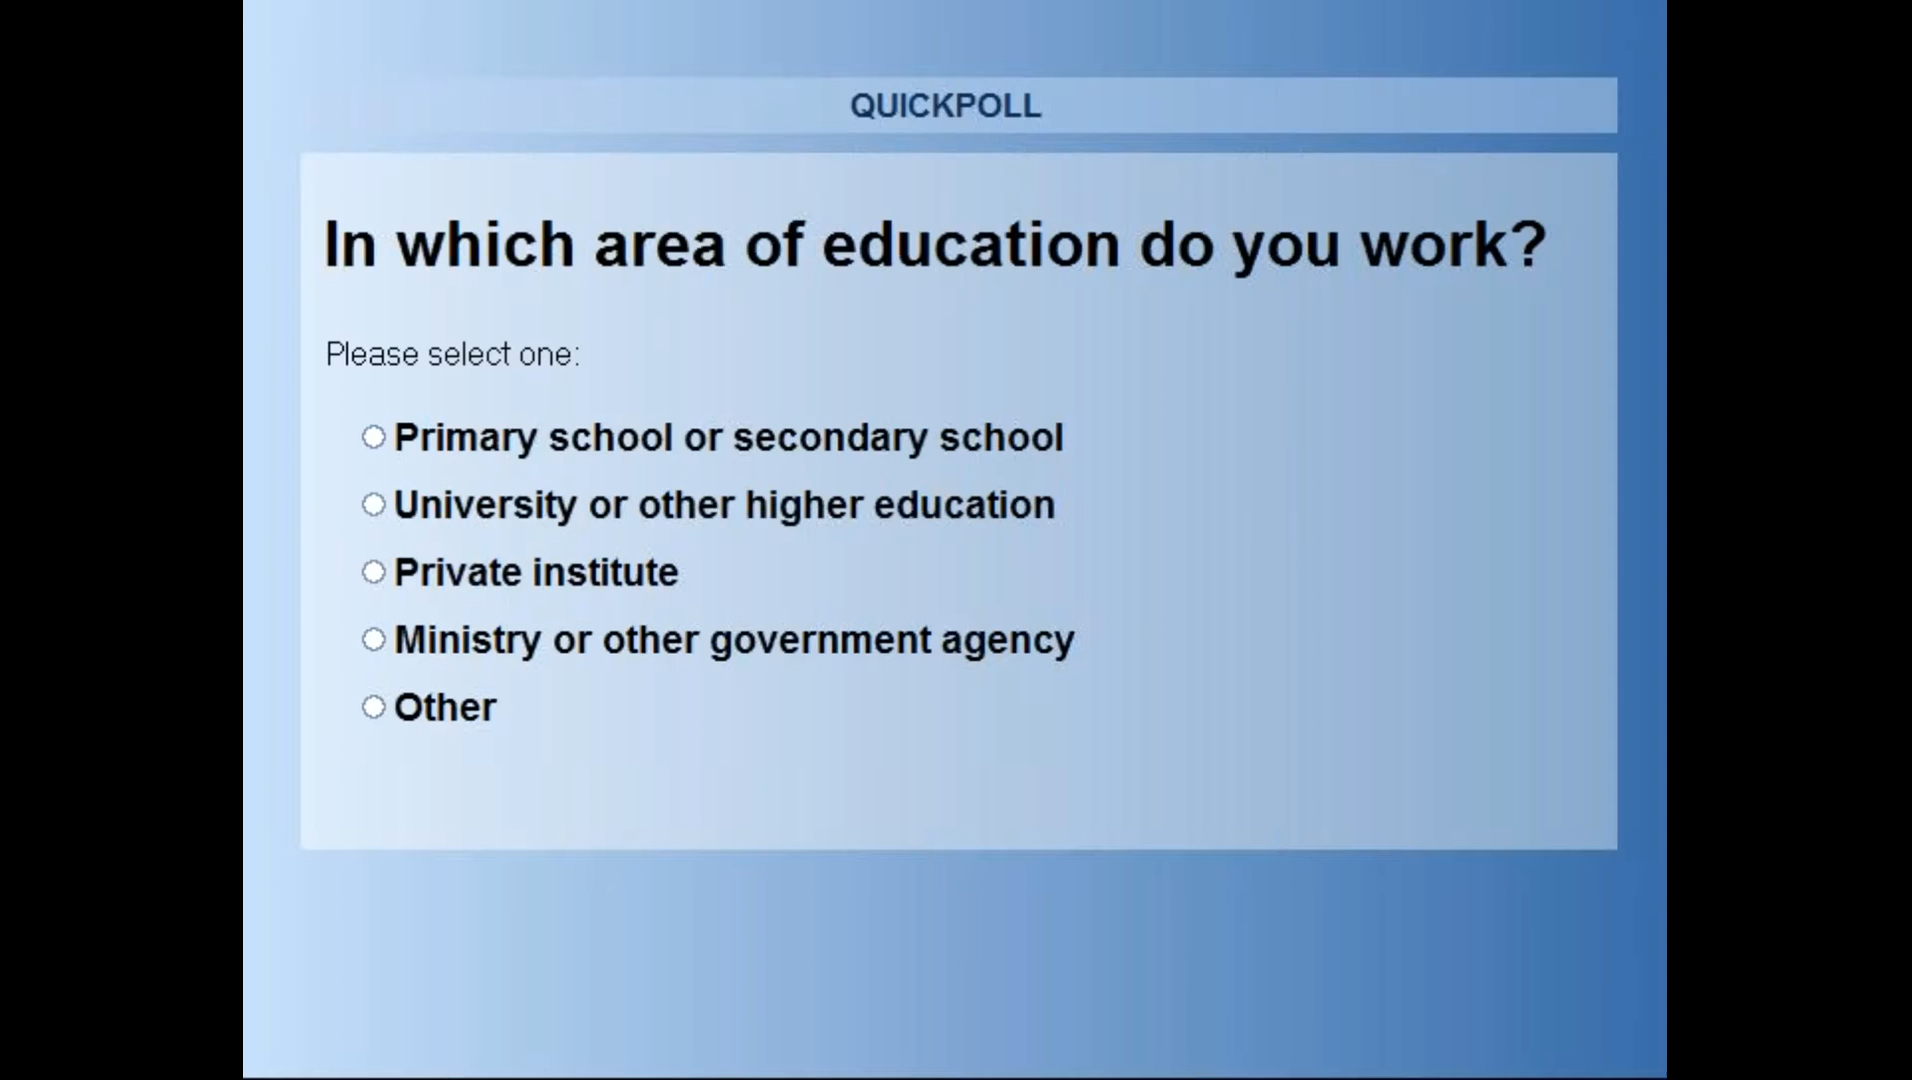 QUICKPOLL
In which area of education do you work?
Please select one:
Primary school or secondary school
University or other higher education
Private institute
Ministry or other government agency
Other